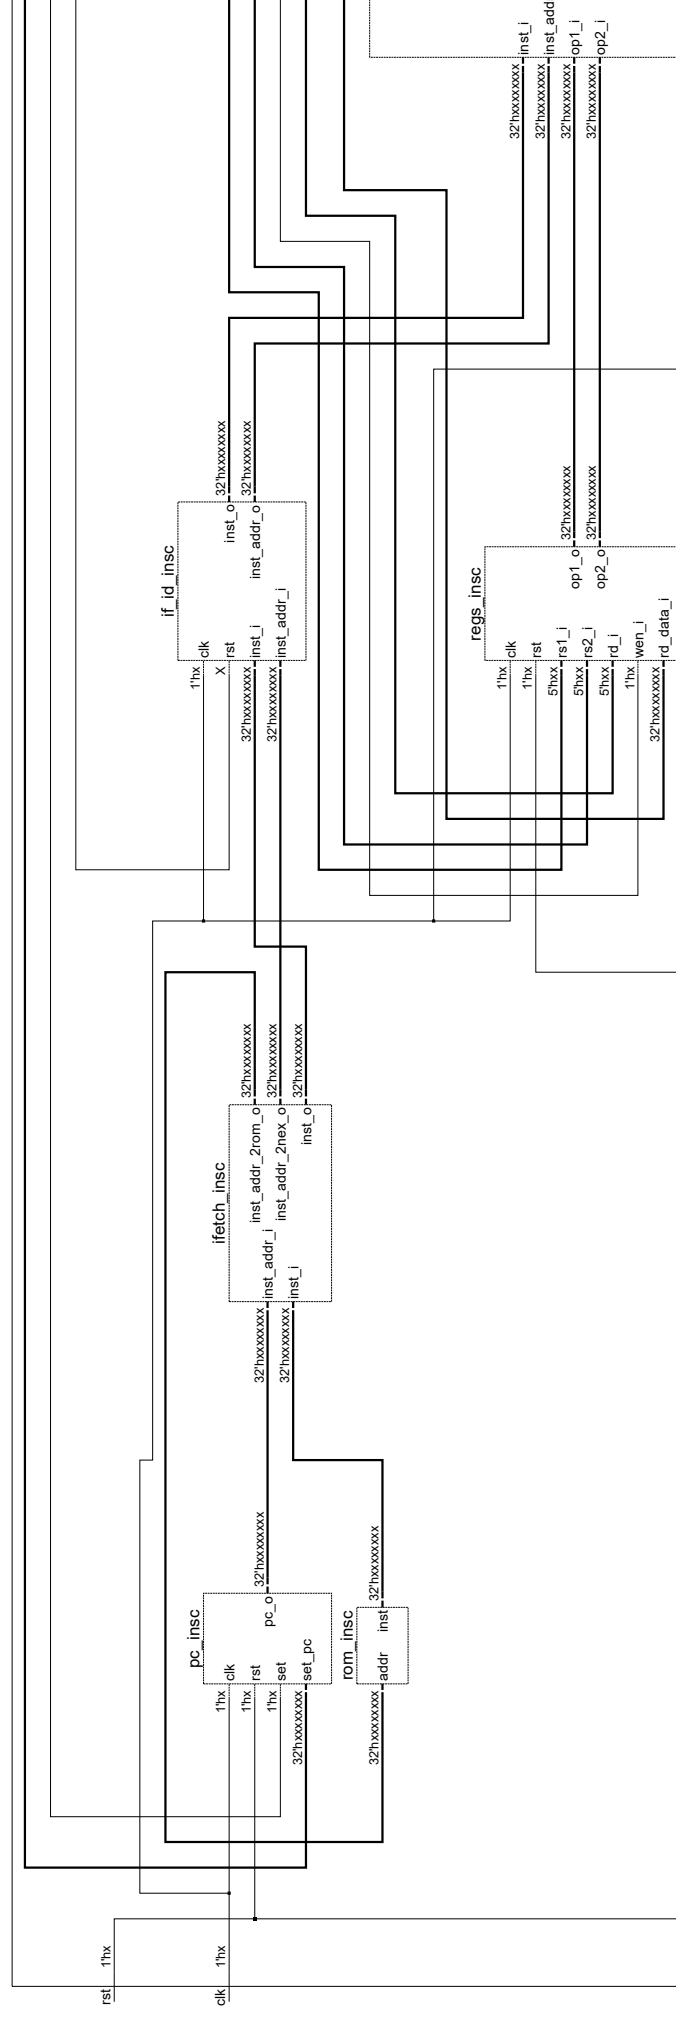 rst
1'hx
clk
1'hx
pc_insc
1'hx
clk
1'hx
rst
1'hx
set
32'hxxxxxxxx
set_pc
pc_o
32'hxxxxxxxx
rom_insc
32'hxxxxxxxx
addr
inst
32'hxxxxxxxx
ifetch_insc
32'hxxxxxxxx
inst_addr_i
32'hxxxxxxxx
inst_i
inst_addr_2rom_o
32'hxxxxxxxx
inst_addr_2nex_o
32'hxxxxxxxx
inst_o
32'hxxxxxxxx
if_id_insc
1'hx
clk
X
rst
32'hxxxxxxxx
inst_i
32'hxxxxxxxx
inst_addr_i
inst_o
32'hxxxxxxxx
inst_addr_o
32'hxxxxxxxx
regs_insc
1'hx
clk
1'hx
rst
5'hxx
rs1_i
5'hxx
rs2_i
5'hxx
rd_i
1'hx
wen_i
32'hxxxxxxxx
rd_data_i
op1_o
32'hxxxxxxxx
op2_o
32'hxxxxxxxx
32'hxxxxxxxx
inst_i
32'hxxxxxxxx
inst_add
32'hxxxxxxxx
op1_i
32'hxxxxxxxx
op2_i